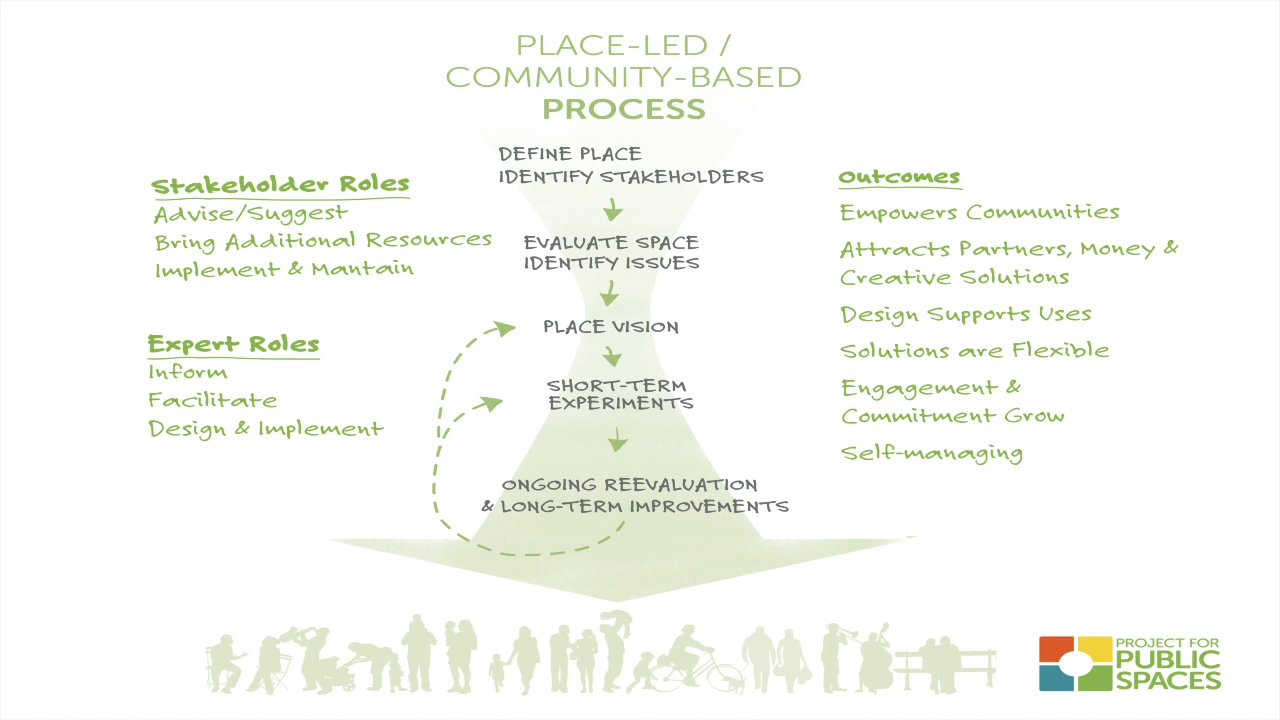 PLACE-LED /
COMMUNITY-BASED
PROCESS
DEFINE PLACE
IDENTIFY STAKEHOLDERS
EVALUATE SPACE
IDENTIFY ISSUES
PLACE VISION
SHORT-TERM
EXPERIMENTS
ONGOING REEVALUATION
& LONG-TERM IMPROVEMENTS
Stakeholder Roles
Advise/Suggest
Bring Additional Resources
Implement & Mantain
Expert Roles
Inform
Facilitate
Design & Implement
Outcomes
Empowers Communities
Attracts Partners, Money &
Creative Solutions
Design Supports Uses
Solutions are Flexible
Engagement &
Commitment Grow
Self-managing
PROJECT FOR
PUBLIC
SPACES